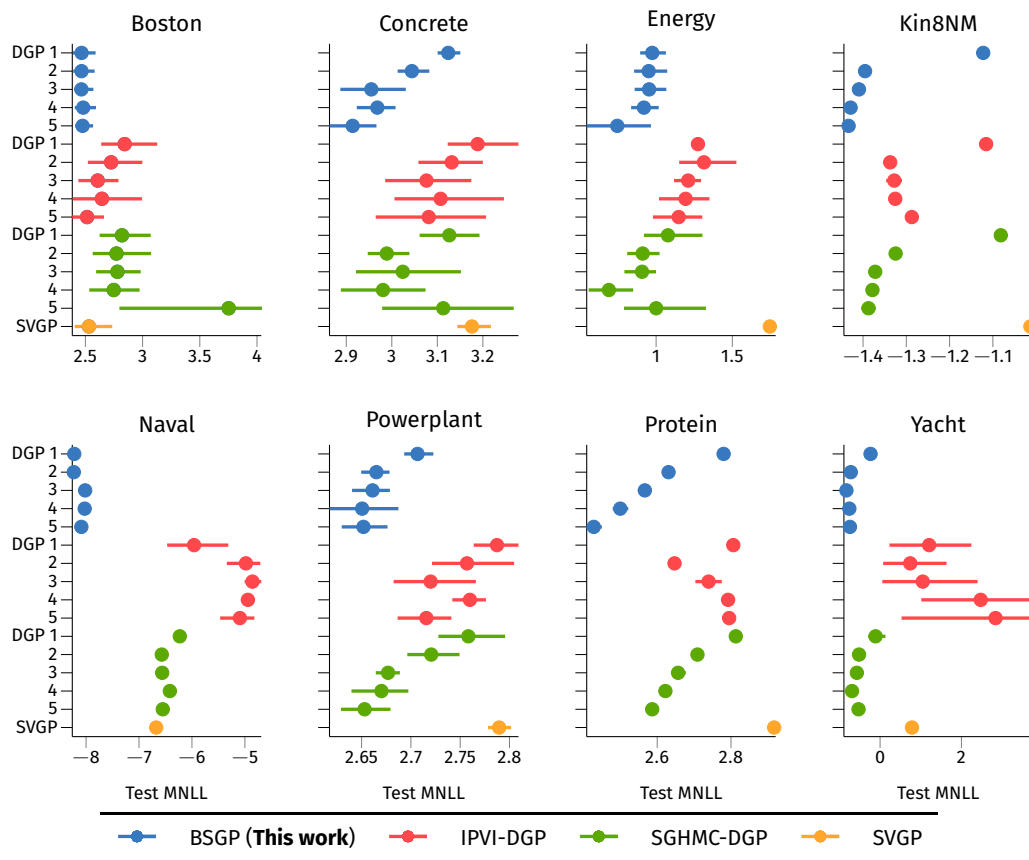 Boston Concrete Energy Kin8NM
DGP 1
2
3
4
5
DGP 1
2
3
4
5
DGP 1
2
3
4
5
SVGP
2.5 3 3.5 4 2.9 3 3.1 3.2 1 1.5 −1.4 −1.3 −1.2 −1.1
Naval Powerplant Protein Yacht
DGP 1
2
3
4
5
DGP 1
2
3
4
5
DGP 1
2
3
4
5
SVGP
−8 −7 −6 −5 2.65 2.7 2.75 2.8 2.6 2.8 0 2
Test MNLL Test MNLL Test MNLL Test MNLL
BSGP (This work) IPVI-DGP SGHMC-DGP SVGP